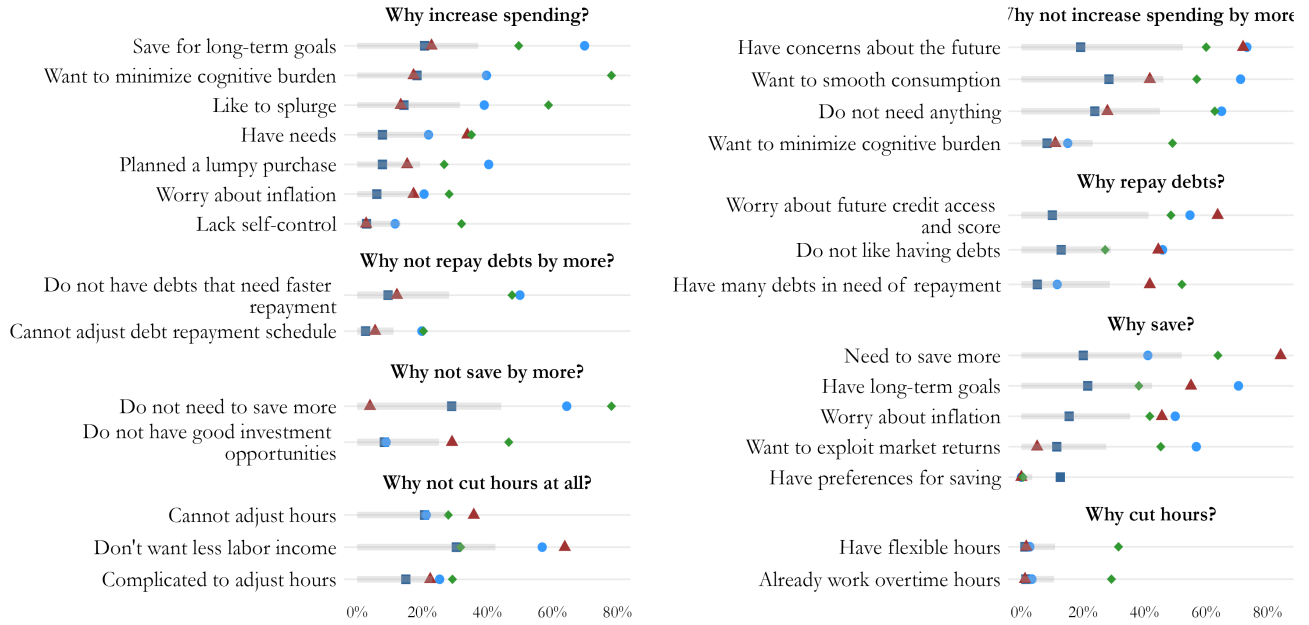 Why increase spending?
Save for long-term goals
Want to minimize cognitive burden
Like to splurge
Have needs
Planned a lumpy purchase
Worry about inflation
Lack self-control
Why not repay debts by more?
Do not have debts that need faster
repayment
Cannot adjust debt repayment schedule
Why not save by more?
Do not need to save more
Do not have good investment
opportunities
Why not cut hours at all?
Cannot adjust hours
Don't want less labor income
Complicated to adjust hours
0% 20% 40% 60% 80%
Why not increase spending by more
Have concerns about the future
Want to smooth consumption
Do not need anything
Want to minimize cognitive burden
Why repay debts?
Worry about future credit access
and score
Do not like having debts
Have many debts in need of repayment
Why save?
Need to save more
Have long-term goals
Worry about inflation
Want to exploit market returns
Have preferences for saving
Why cut hours?
Have flexible hours
Already work overtime hours
0% 20% 40% 60% 80%